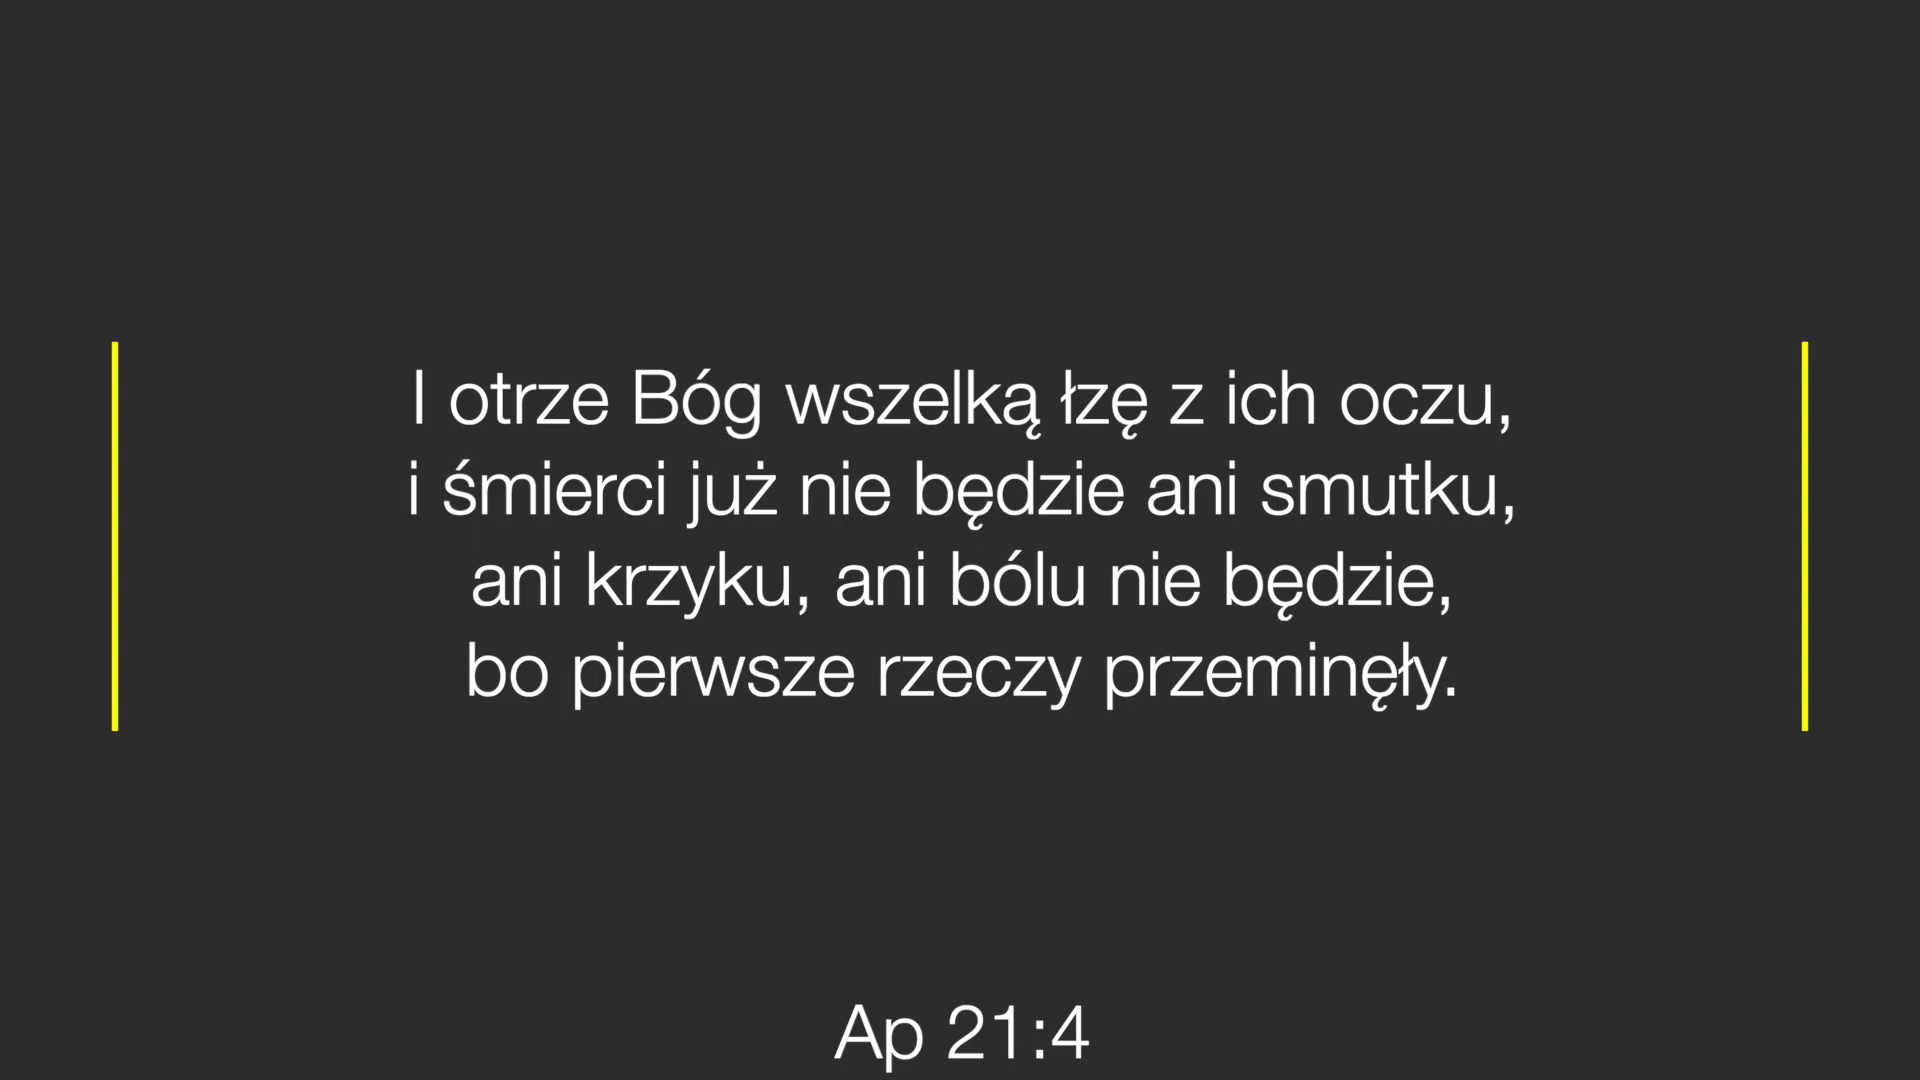 I otrze Bóg wszelką łzę z ich oczu,
i śmierci już nie będzie ani smutku,
ani krzyku, ani bólu nie będzie,
bo pierwsze rzeczy przeminęły.
Ap 21:4